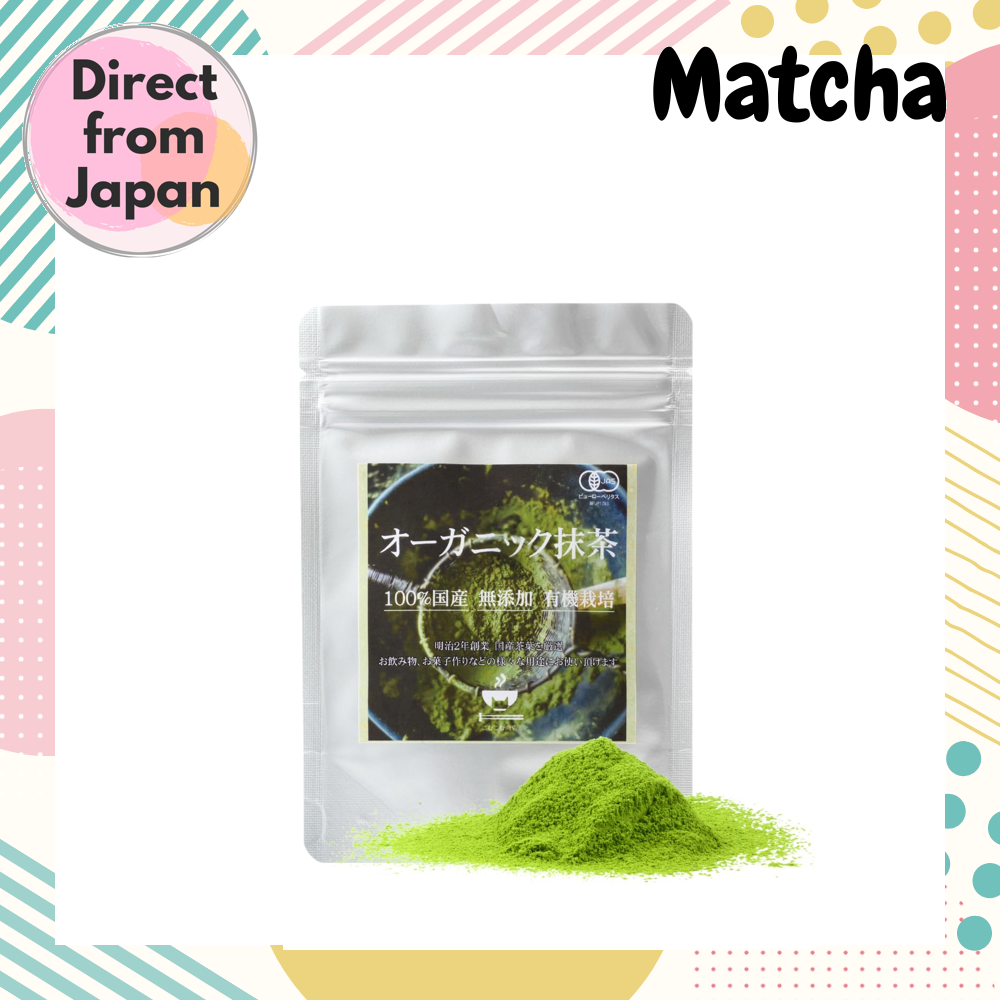 Direct
from
Japan
Matcha
JAS
ビューローベリタス
オーガニック抹茶
100%国産 無添加 有機栽培
明治2年創業 国産茶葉を厳選
お飲み物、お菓子作りなどの様々な用途にお使い頂けます